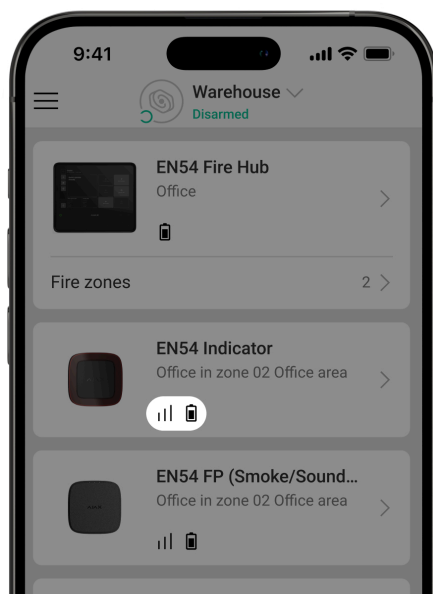 9:41
Warehouse
Disarmed
EN54 Fire Hub
Office
Fire zones
2
EN54 Indicator
Office in zone 02 Office area
EN54 FP (Smoke/Sound...
Office in zone 02 Office area